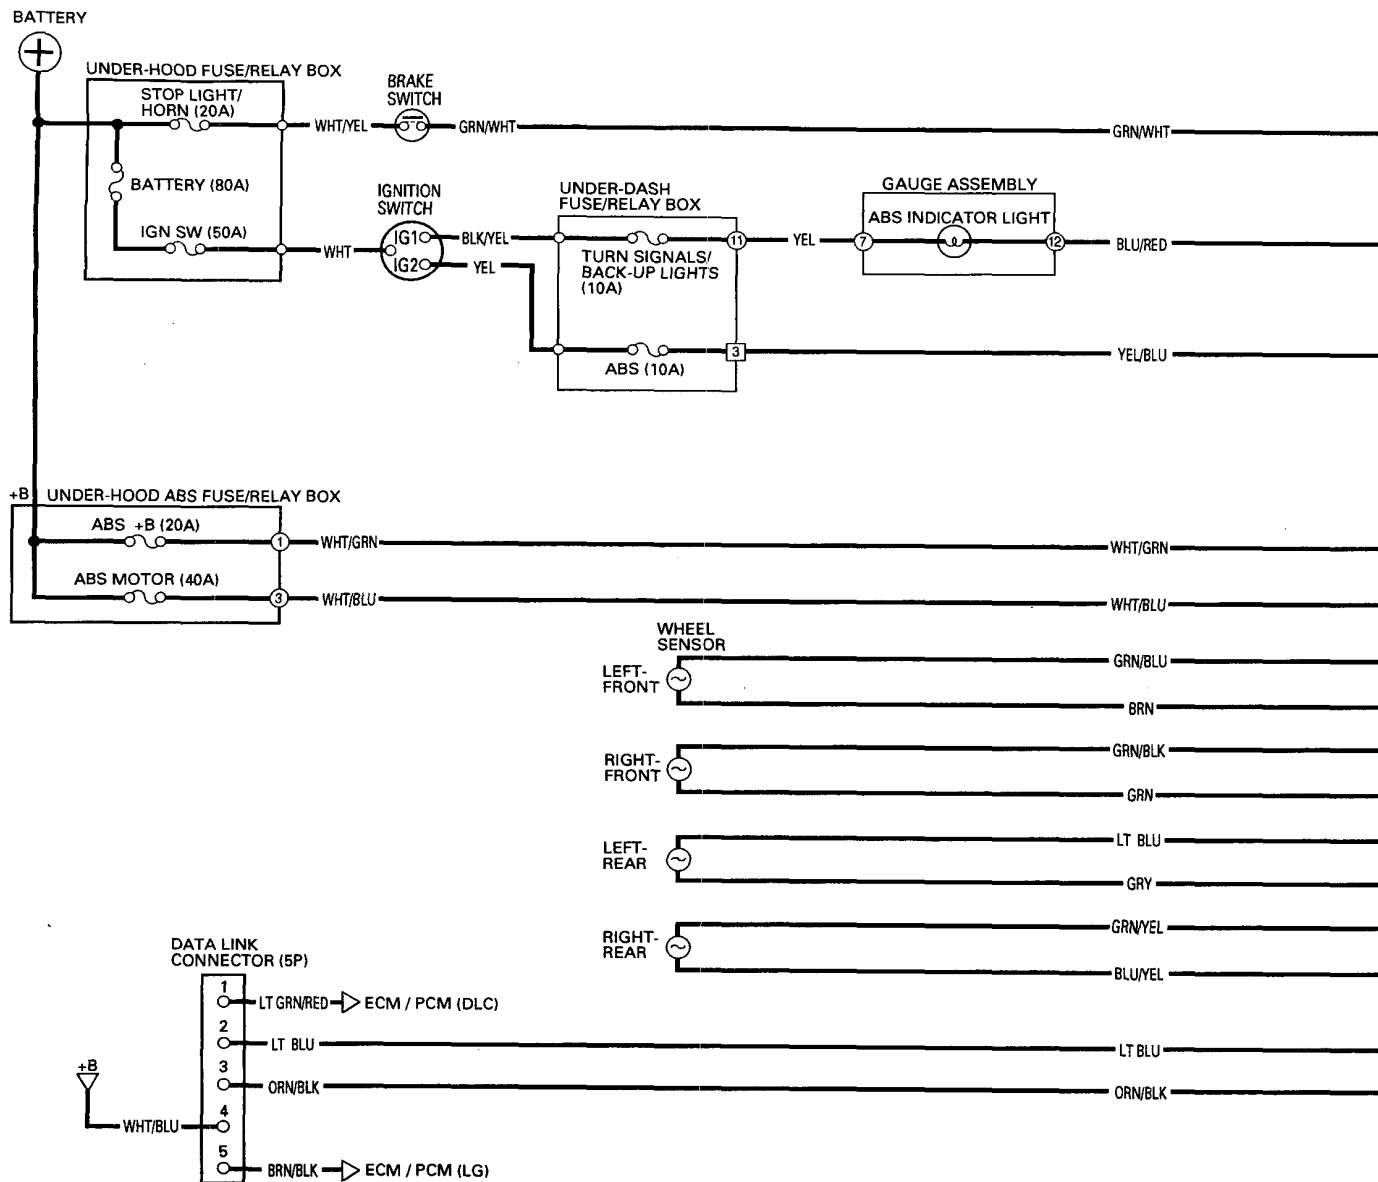 BATTERY
UNDER-HOOD FUSE/RELAY BOX
STOP LIGHT/
HORN (20A)
WHT/YEL
BRAKE
SWITCH
GRN/WHT
GRN/WHT
BATTERY (80A)
IGN SW (50A)
WHT
IGNITION
SWITCH
IG1
BLK/YEL
IG2
YEL
UNDER-DASH
FUSE/RELAY BOX
11
TURN SIGNALS/
BACK-UP LIGHTS
(10A)
3
ABS (10A)
YEL
GAUGE ASSEMBLY
ABS INDICATOR LIGHT
7
12
BLU/RED
YEL/BLU
+B
UNDER-HOOD ABS FUSE/RELAY BOX
ABS +B (20A)
1
WHT/GRN
WHT/GRN
ABS MOTOR (40A)
3
WHT/BLU
WHT/BLU
WHEEL
SENSOR
LEFT-
FRONT
GRN/BLU
BRN
RIGHT-
FRONT
GRN/BLK
GRN
LEFT-
REAR
LT BLU
GRY
RIGHT-
REAR
GRN/YEL
BLU/YEL
DATA LINK
CONNECTOR (5P)
1
LT GRN/RED
ECM / PCM (DLC)
2
LT BLU
LT BLU
3
ORN/BLK
ORN/BLK
+B
4
WHT/BLU
5
BRN/BLK
ECM / PCM (LG)